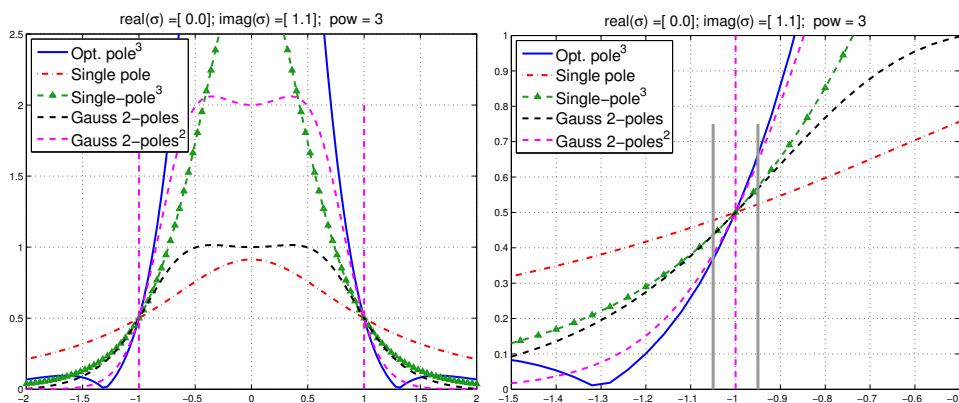 real(σ) =[ 0.0]; imag(σ) =[ 1.1]; pow = 3
2.5
2
1.5
1
0.5
0
−2 −1.5 −1 −0.5 0 0.5 1 1.5 2
Opt. pole³
Single pole
Single−pole³
Gauss 2−poles
Gauss 2−poles²
real(σ) =[ 0.0]; imag(σ) =[ 1.1]; pow = 3
1
0.9
0.8
0.7
0.6
0.5
0.4
0.3
0.2
0.1
0
−1.5 −1.4 −1.3 −1.2 −1.1 −1 −0.9 −0.8 −0.7 −0.6
Opt. pole³
Single pole
Single−pole³
Gauss 2−poles
Gauss 2−poles²